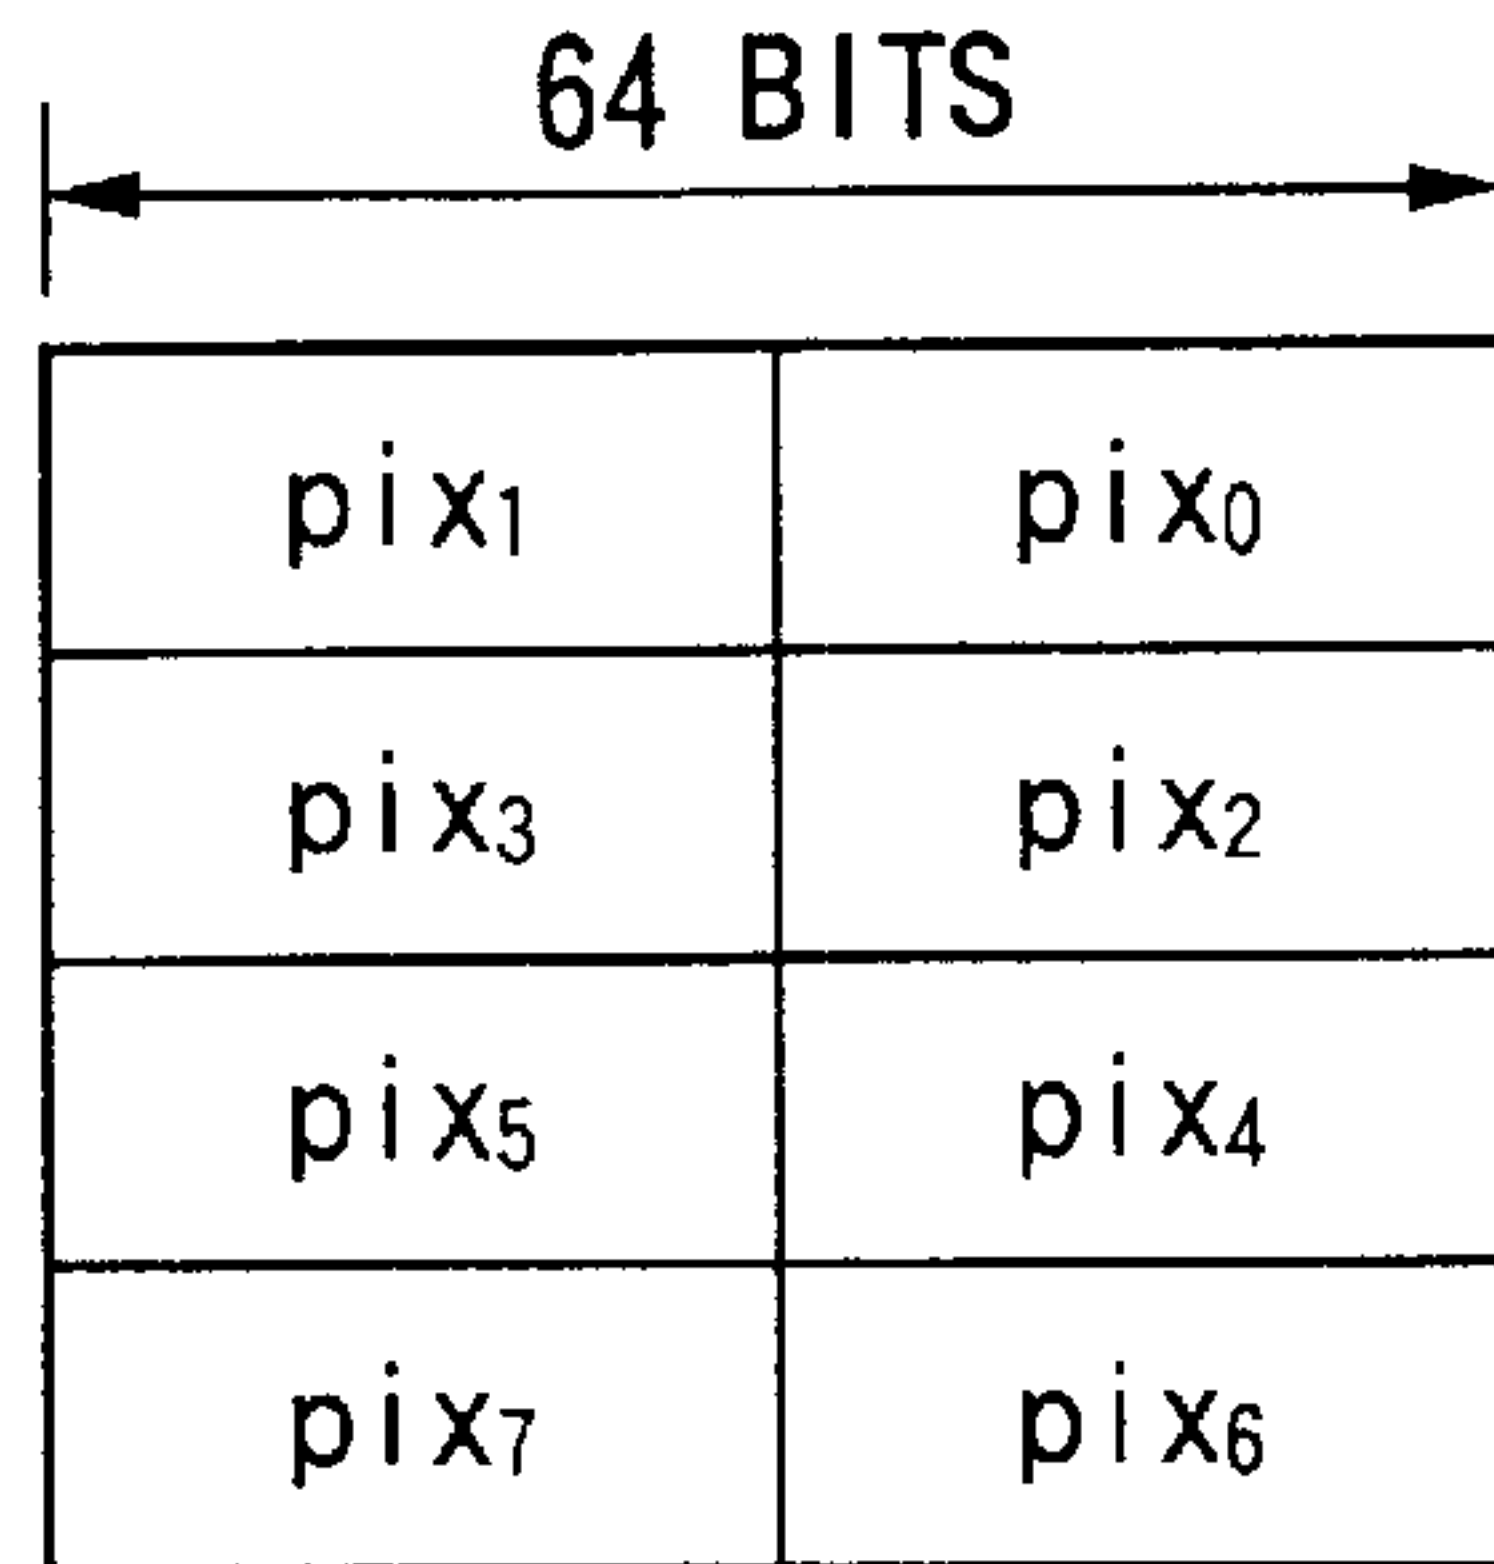 64 BITS
pix₁ pix₀
pix₃ pix₂
pix₅ pix₄
pix₇ pix₆